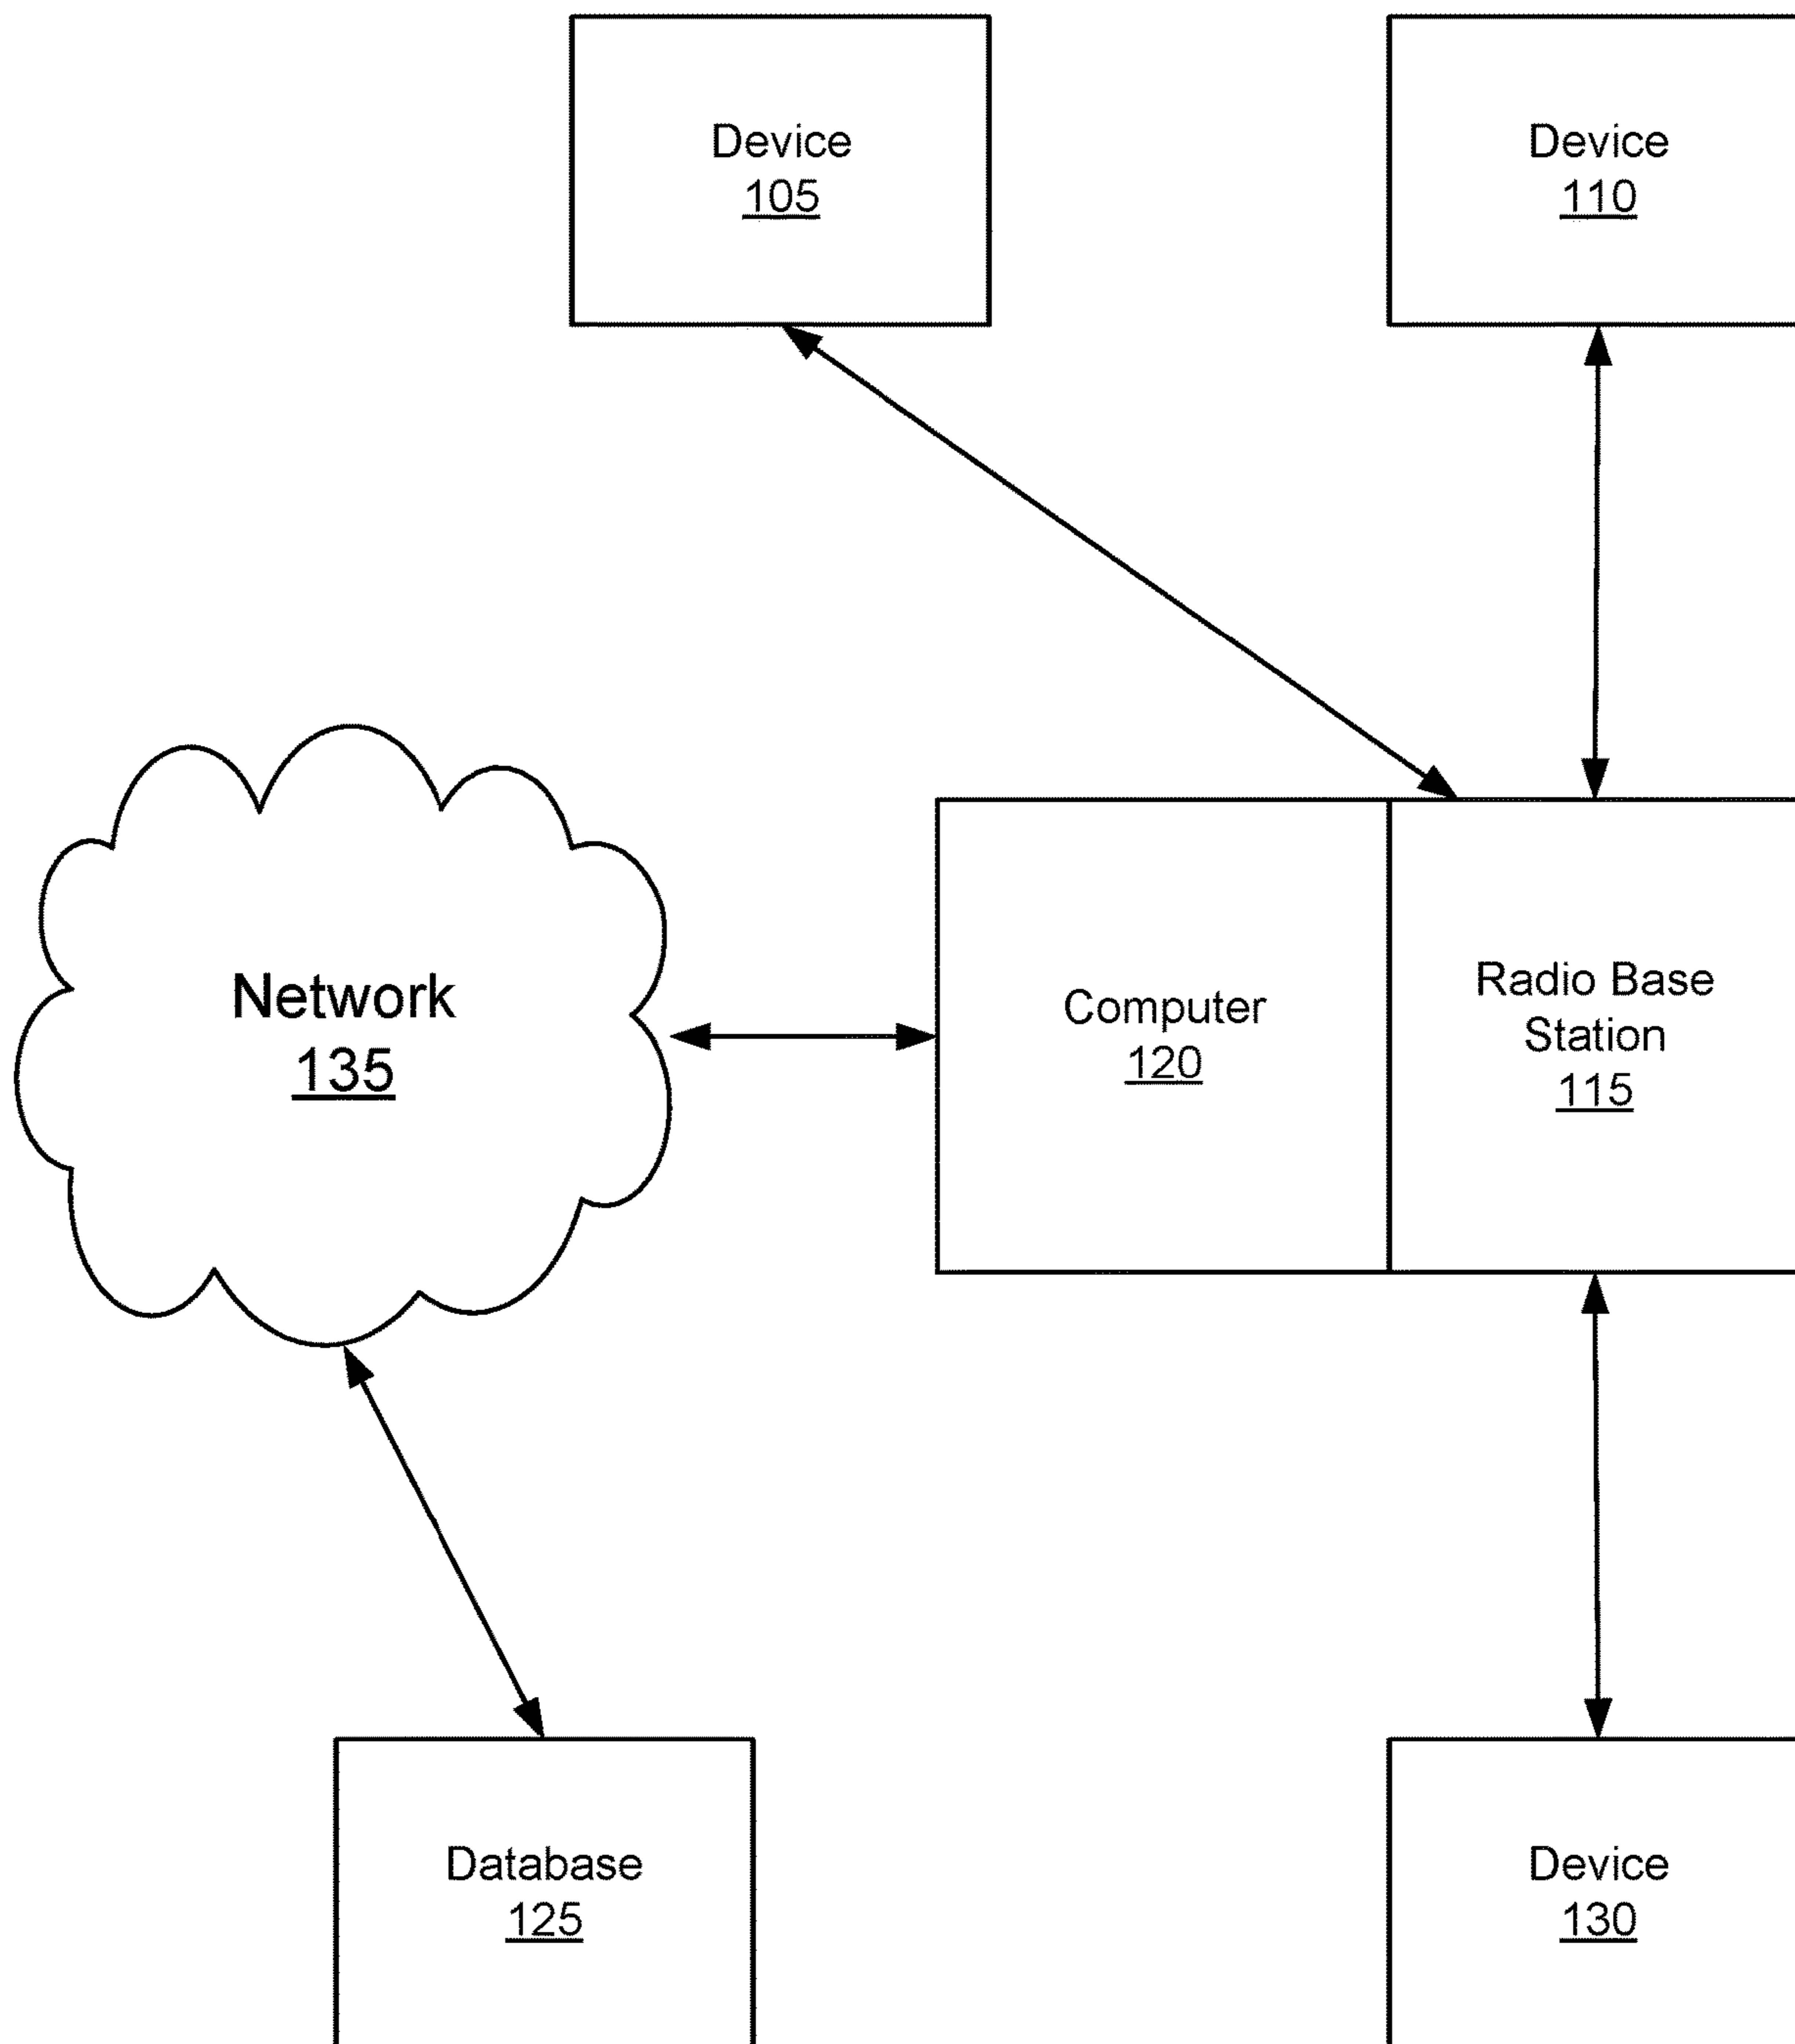 Device
105
Device
110
Network
135
Computer
120
Radio Base
Station
115
Database
125
Device
130